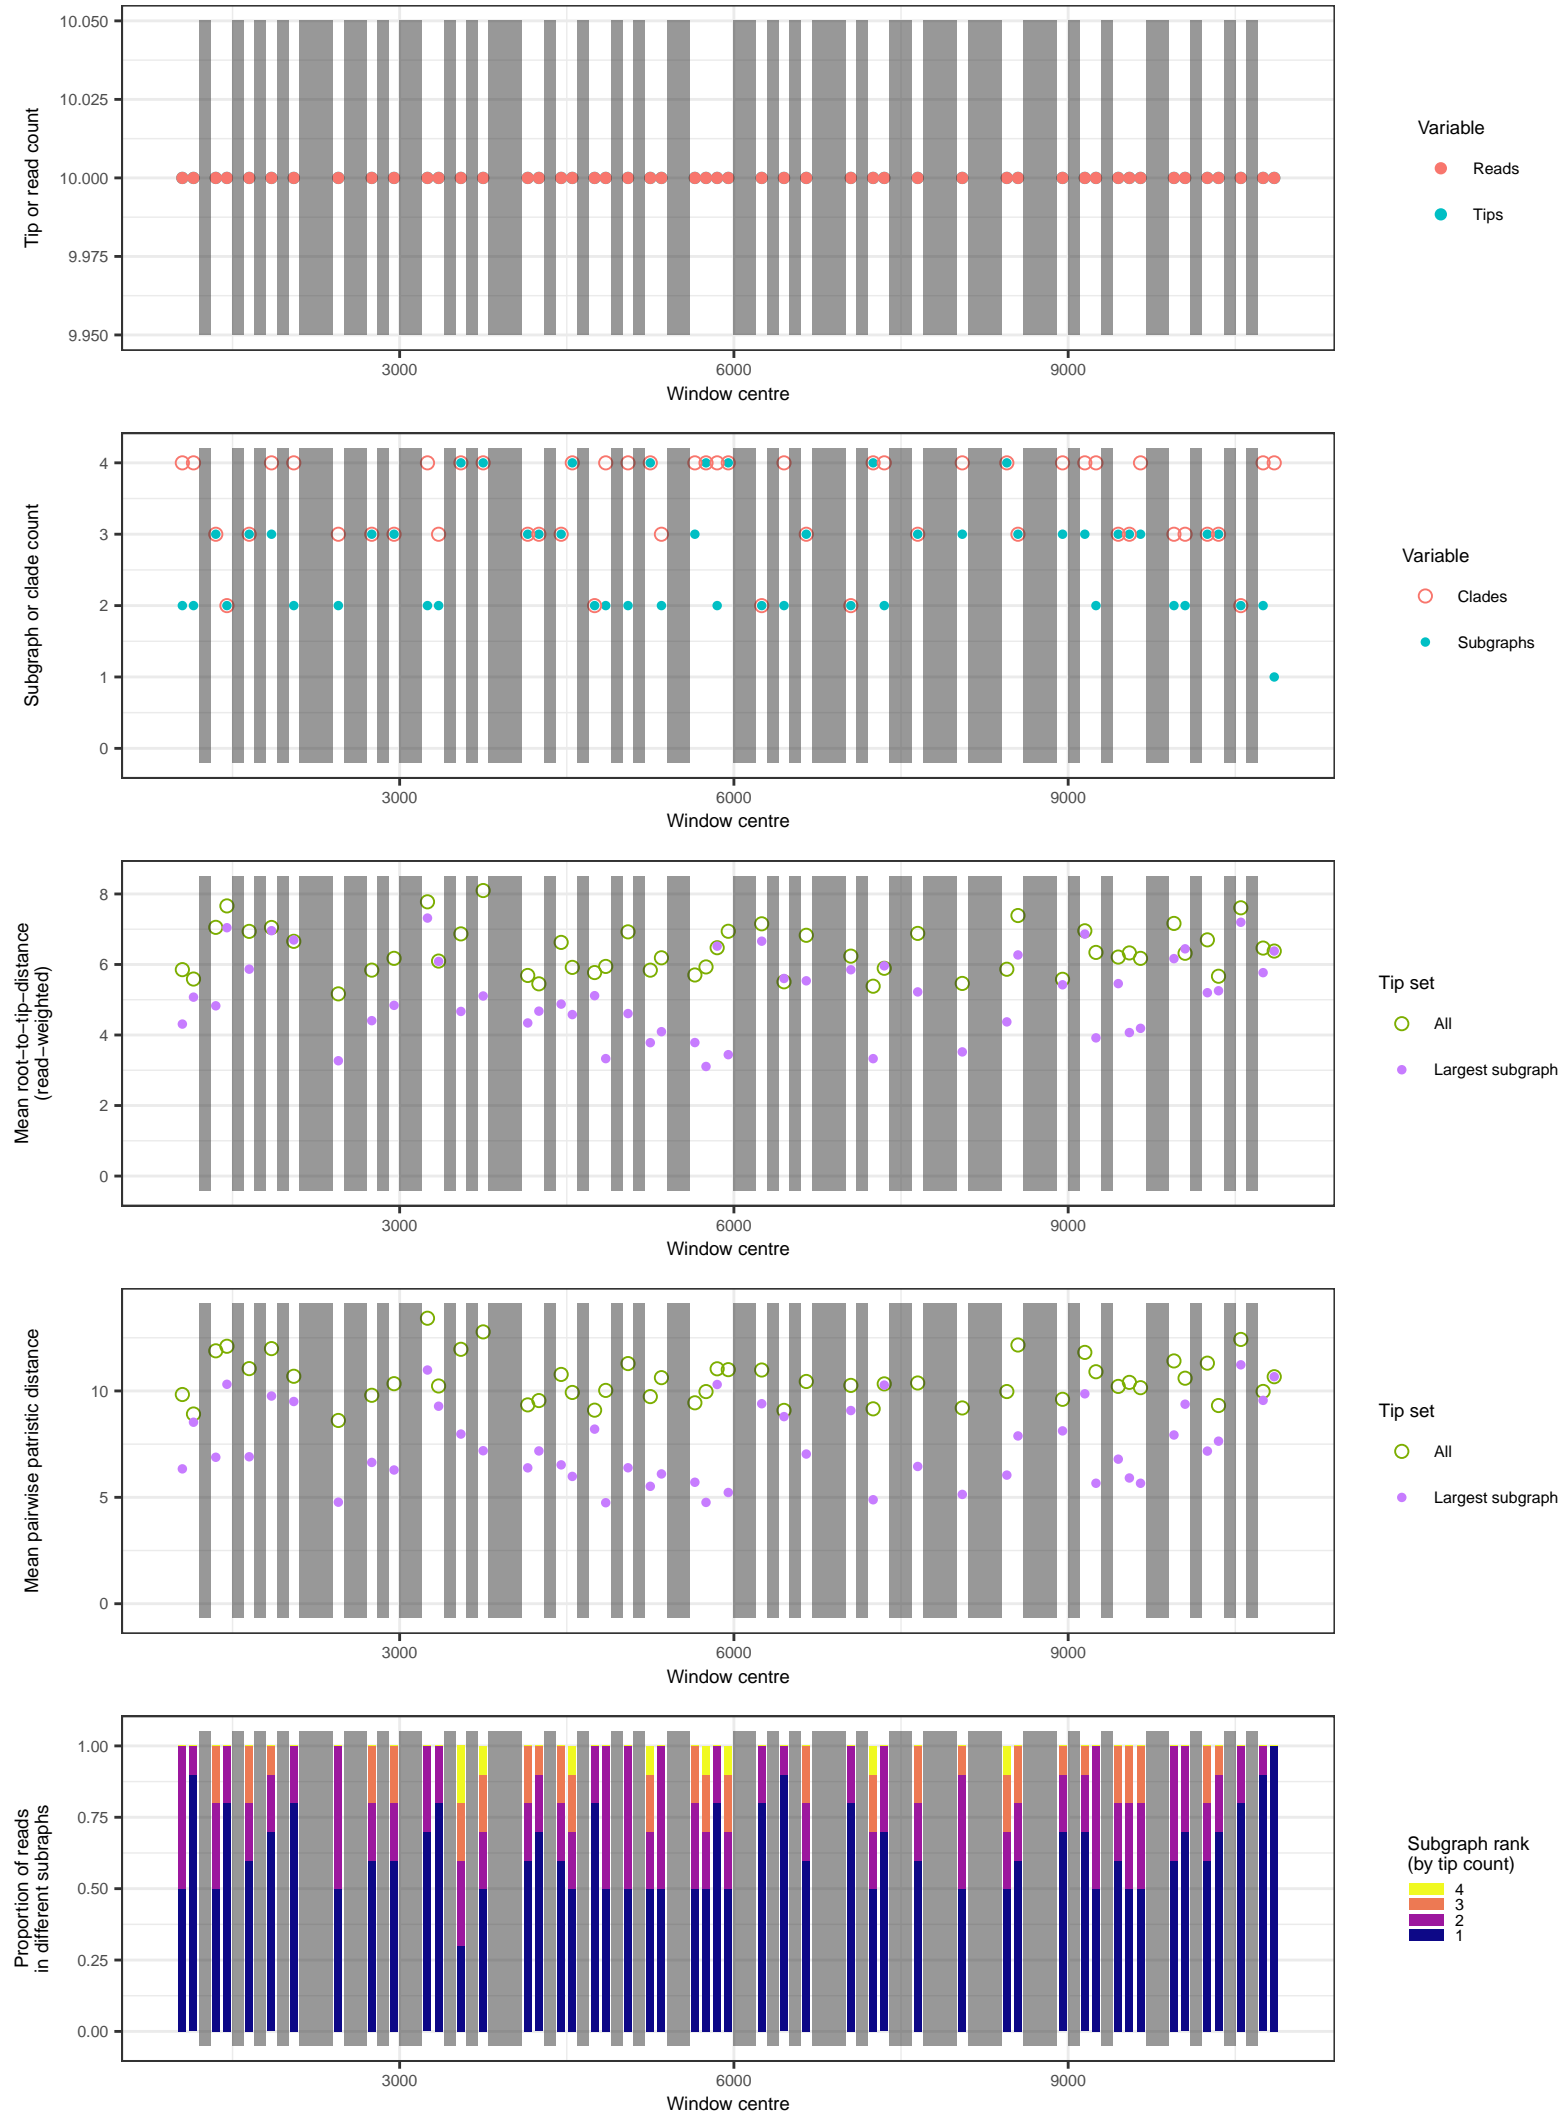 10.050
10.025
10.000
9.975
9.950
Tip or read count
3000
6000
9000
Window centre
Variable
Reads
Tips
4
3
2
1
0
Subgraph or clade count
3000
6000
9000
Window centre
Variable
Clades
Subgraphs
8
6
4
2
0
Mean root−to−tip−distance
(read−weighted)
3000
6000
9000
Window centre
Tip set
All
Largest subgraph
10
5
0
Mean pairwise patristic distance
3000
6000
9000
Window centre
Tip set
All
Largest subgraph
1.00
0.75
0.50
0.25
0.00
Proportion of reads
in different subraphs
3000
6000
9000
Window centre
Subgraph rank
(by tip count)
4
3
2
1